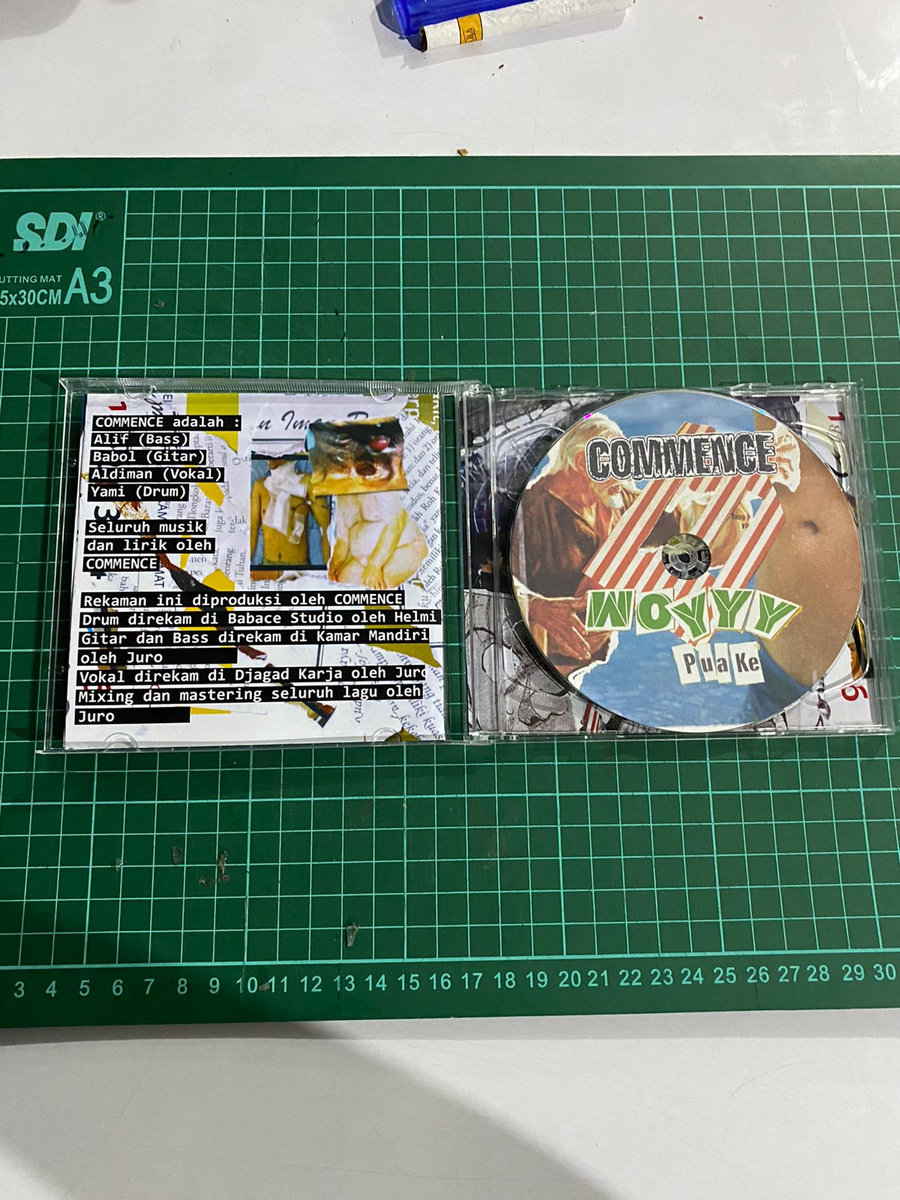 SDI®
CUTTING MAT
A3
5x30CM
COMMENCE adalah :
Alif (Bass)
Babol (Gitar)
Aldiman (Vokal)
Yami (Drum)
Seluruh musik
dan lirik oleh
COMMENCE
Rekaman ini diproduksi oleh COMMENCE
Drum direkam di Babace Studio oleh Helmi
Gitar dan Bass direkam di Kamar Mandiri
oleh Juro
Vokal direkam di Djagad Karja oleh Juro
Mixing dan mastering seluruh lagu oleh
Juro
COMMENCE
WOYYY
PuaKe
3 4 5 6 7 8 9 10 11 12 13 14 15 16 17 18 19 20 21 22 23 24 25 26 27 28 29 30